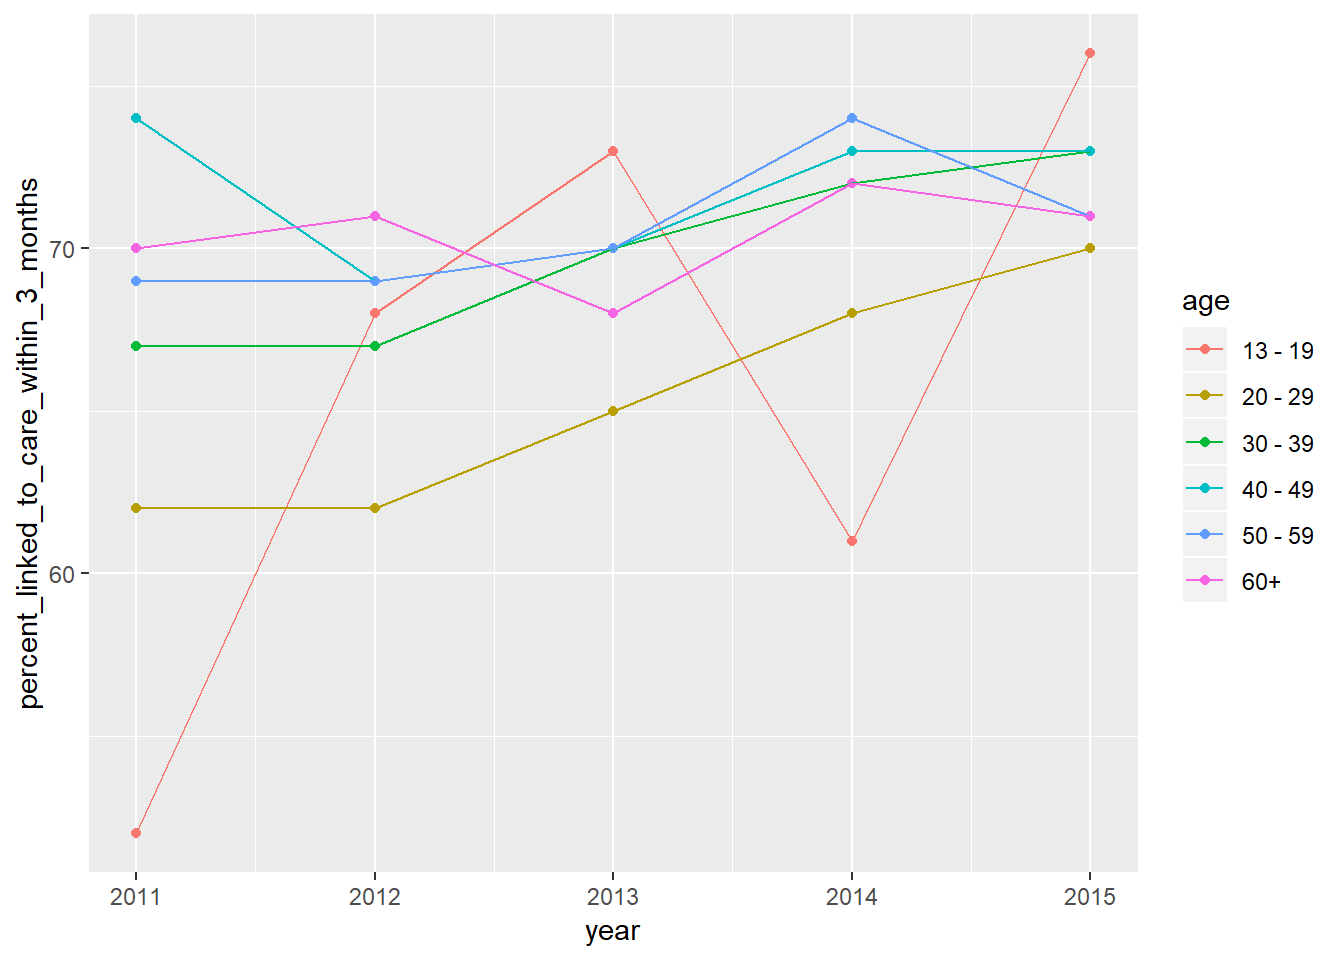 percent_linked_to_care_within_3_months
70
60
2011 2012 2013 2014 2015
year
age
13 - 19
20 - 29
30 - 39
40 - 49
50 - 59
60+